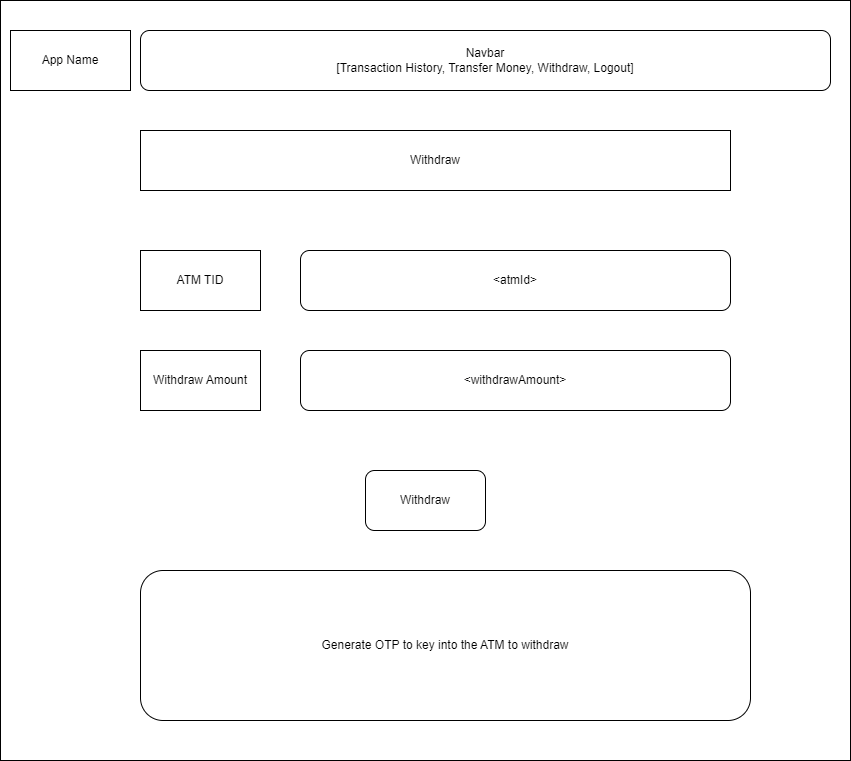 App Name
Navbar
[Transaction History, Transfer Money, Withdraw, Logout]
Withdraw
ATM TID
<atmId>
Withdraw Amount
<withdrawAmount>
Withdraw
Generate OTP to key into the ATM to withdraw